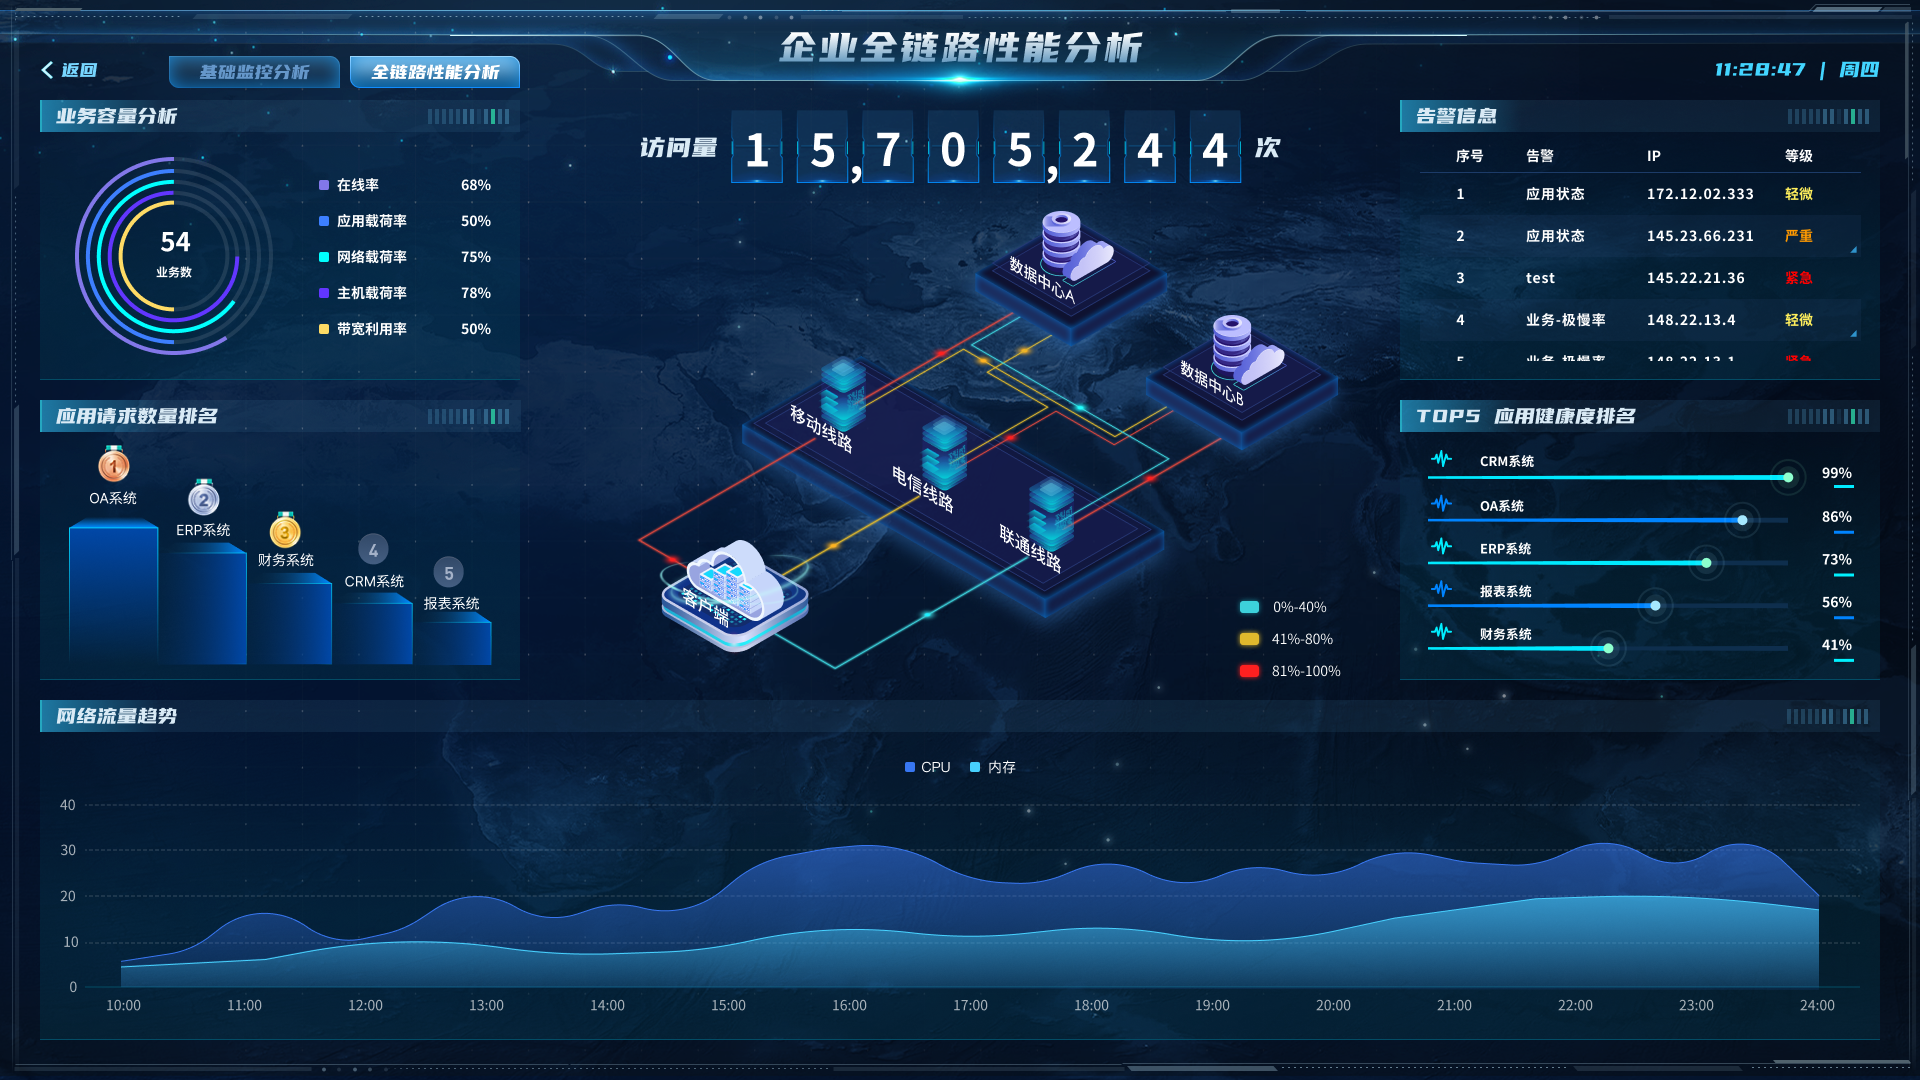 企业全链路性能分析
返回
基础监控分析
全链路性能分析
11:28:47 | 周四
业务容量分析
54
业务数
在线率 68%
应用载荷率 50%
网络载荷率 75%
主机载荷率 78%
带宽利用率 50%
应用请求数量排名
1
OA系统
2
ERP系统
3
财务系统
4
CRM系统
5
报表系统
访问量 15,705,244 次
数据中心A
数据中心B
移动线路
电信线路
联通线路
客户端
0%-40%
41%-80%
81%-100%
告警信息
序号 告警 IP 等级
1 应用状态 172.12.02.333 轻微
2 应用状态 145.23.66.231 严重
3 test 145.22.21.36 紧急
4 业务-极慢率 148.22.13.4 轻微
TOP5 应用健康度排名
CRM系统 99%
OA系统 86%
ERP系统 73%
报表系统 56%
财务系统 41%
网络流量趋势
CPU 内存
40
30
20
10
0
10:00 11:00 12:00 13:00 14:00 15:00 16:00 17:00 18:00 19:00 20:00 21:00 22:00 23:00 24:00